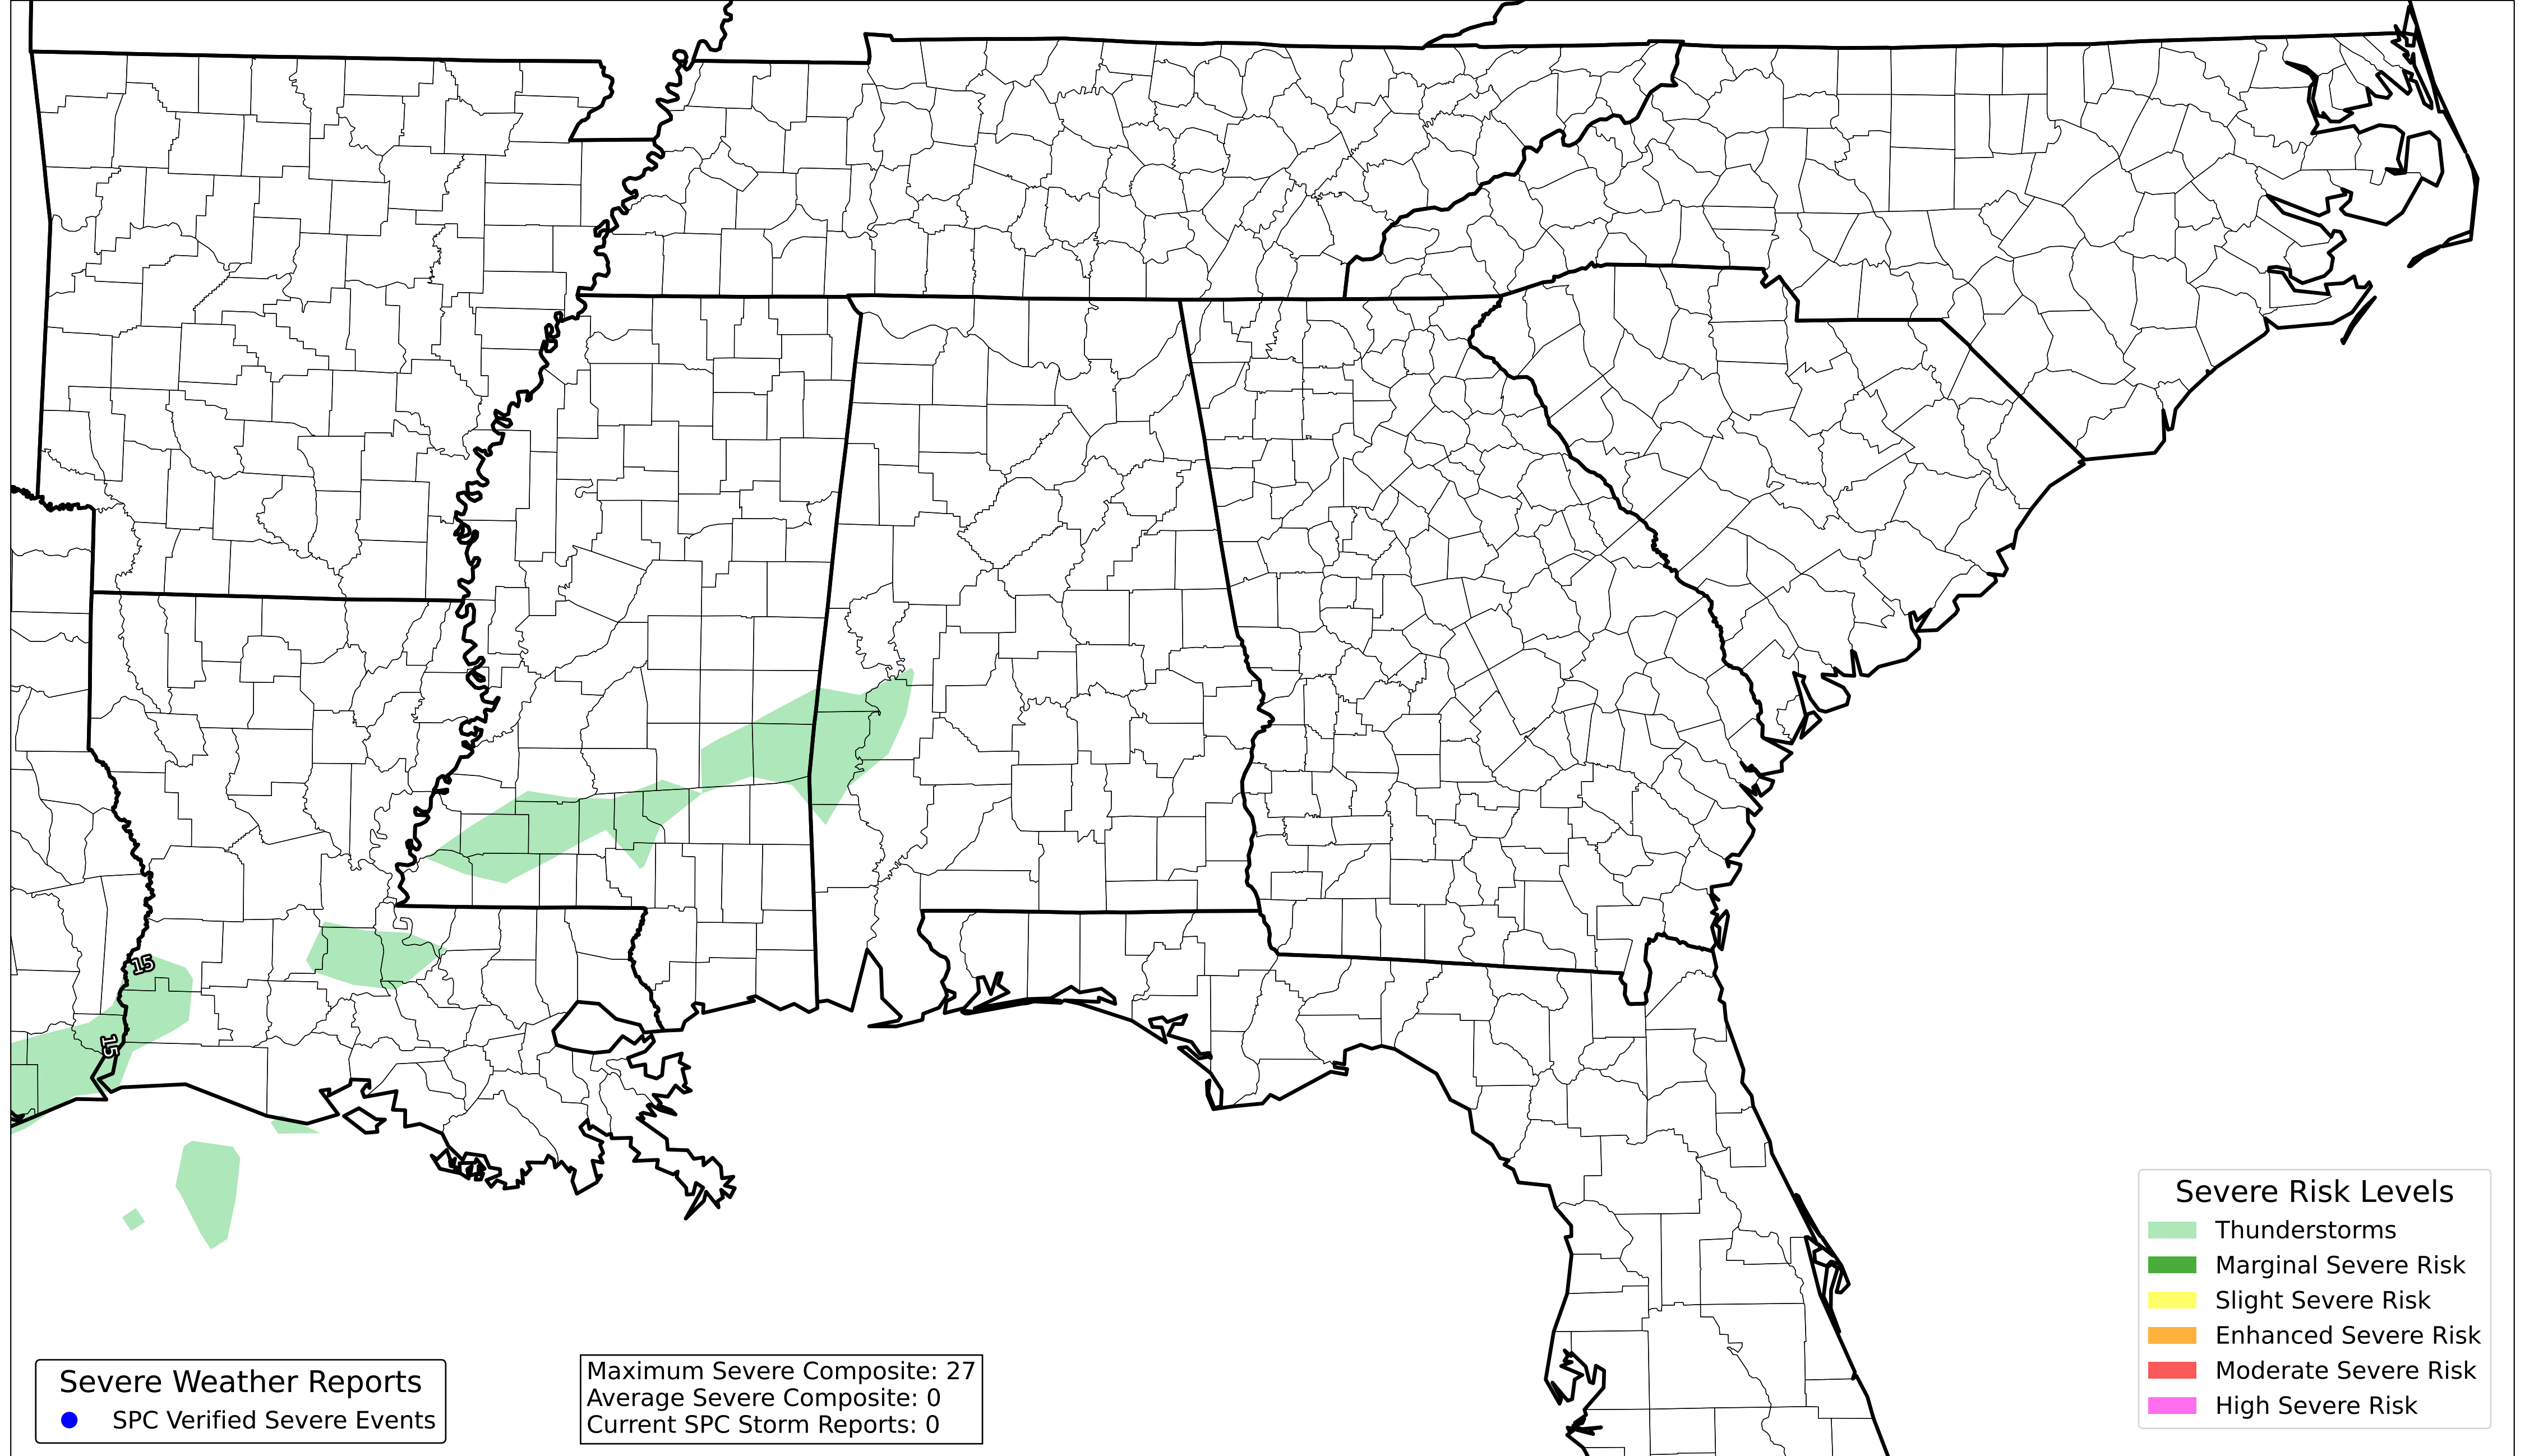 15
15
Severe Weather Reports
SPC Verified Severe Events
Maximum Severe Composite: 27
Average Severe Composite: 0
Current SPC Storm Reports: 0
Severe Risk Levels
Thunderstorms
Marginal Severe Risk
Slight Severe Risk
Enhanced Severe Risk
Moderate Severe Risk
High Severe Risk